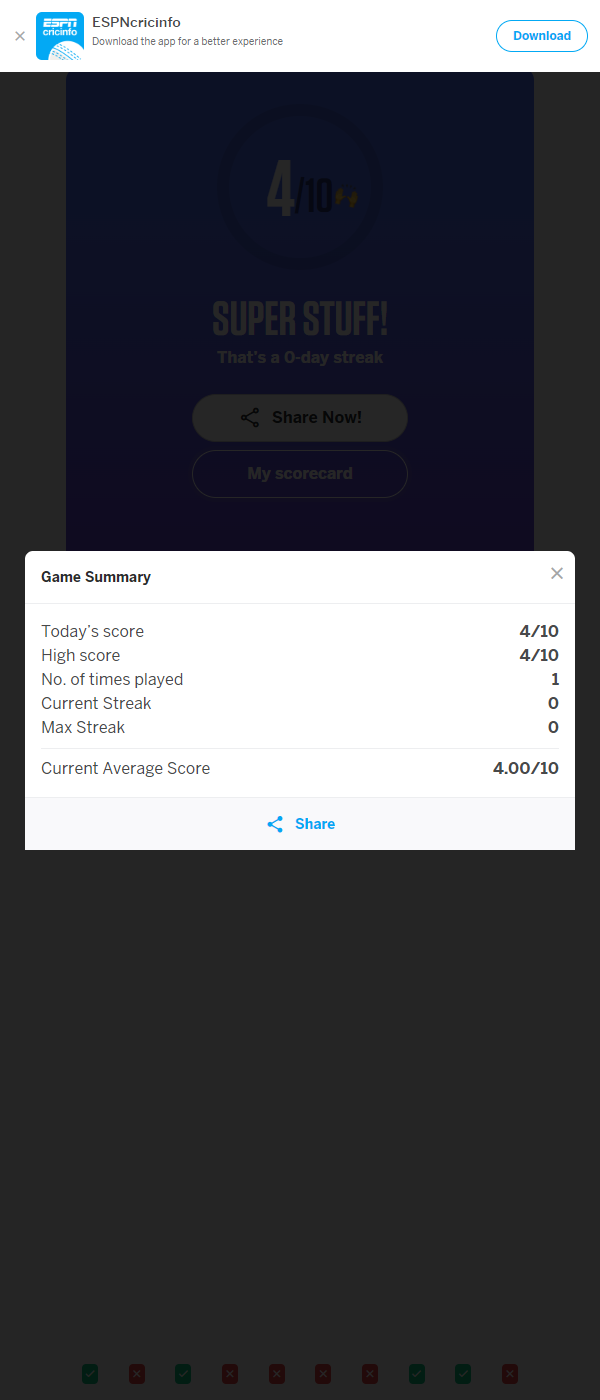 ESPNcricinfo
ESPN
cricinfo
Download the app for a better experience
Download
4/10🙌
SUPER STUFF!
That's a 0-day streak
Share Now!
My scorecard
Game Summary
Today's score 4/10
High score 4/10
No. of times played 1
Current Streak 0
Max Streak 0
Current Average Score 4.00/10
Share